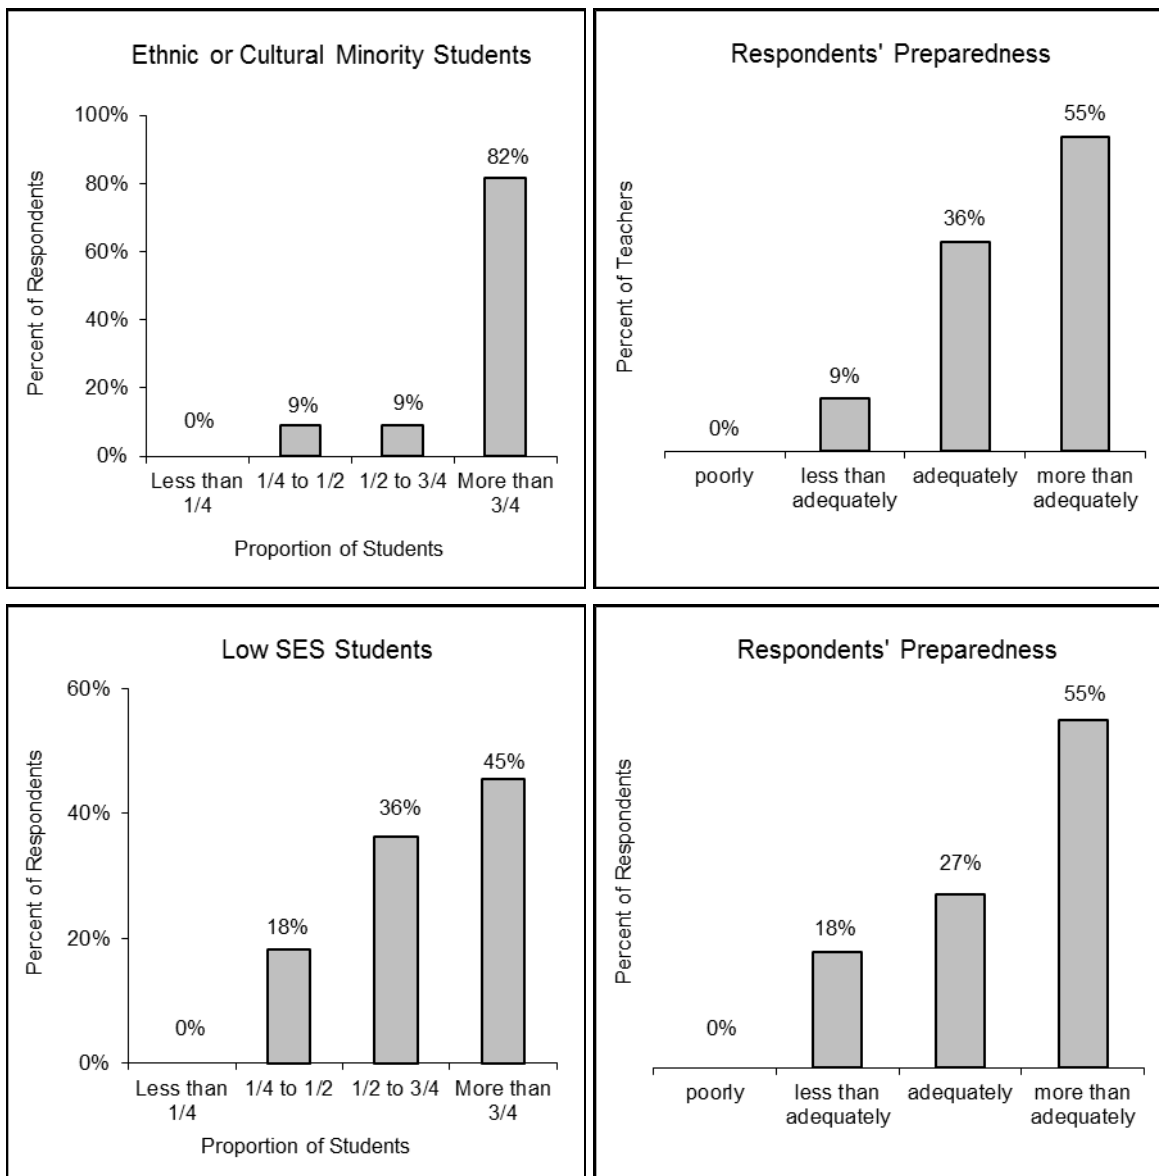 Ethnic or Cultural Minority Students
Percent of Respondents
100%
80%
60%
40%
20%
0%
0%
9%
9%
82%
Less than
1/4
1/4 to 1/2
1/2 to 3/4
More than
3/4
Proportion of Students
Respondents' Preparedness
Percent of Teachers
0%
9%
36%
55%
poorly
less than
adequately
adequately
more than
adequately
Low SES Students
Percent of Respondents
60%
40%
20%
0%
0%
18%
36%
45%
Less than
1/4
1/4 to 1/2
1/2 to 3/4
More than
3/4
Proportion of Students
Respondents' Preparedness
Percent of Respondents
0%
18%
27%
55%
poorly
less than
adequately
adequately
more than
adequately